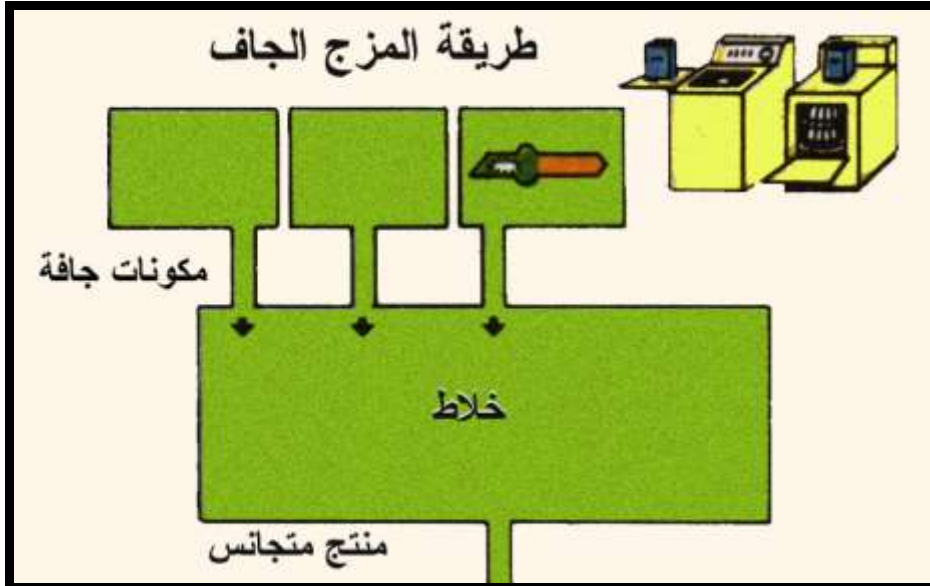 طريقة المزج الجاف
مكونات جافة
خلاط
منتج متجانس